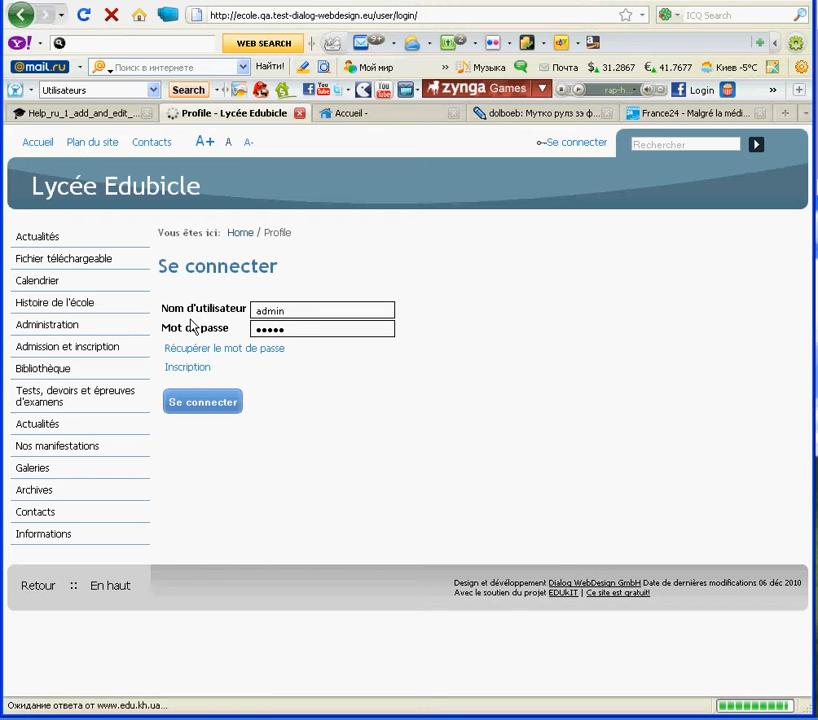 http://ecole.qa.test-dialog-webdesign.eu/user/login/
ICQ Search
WEB SEARCH
9+
@mail.ru
Поиск в интернете
Найти!
Мой мир
Почта
Музыка
31.2867
41.7677
Киев -5°C
Utilisateurs
Search
You Tube
zynga Games
rap-h
Login
Help_ru_1_add_and_edit_...
Profile - Lycée Edubicle
Accueil -
dolboeb: Мутко рулз ээ ф...
France24 - Malgré la médi...
Accueil
Plan du site
Contacts
A+
A
A-
Se connecter
Rechercher
Lycée Edubicle
Vous êtes ici: Home / Profile
Se connecter
Nom d'utilisateur
admin
Mot de passe
Récupérer le mot de passe
Inscription
Se connecter
Actualités
Fichier téléchargeable
Calendrier
Histoire de l'école
Administration
Admission et inscription
Bibliothèque
Tests, devoirs et épreuves
d'examens
Actualités
Nos manifestations
Galeries
Archives
Contacts
Informations
Retour :: En haut
Design et dévéloppement Dialog WebDesign GmbH Date de dernières modifications 06 déc 2010
Avec le soutien du projet EDUkIT | Ce site est gratuit!
Ожидание ответа от www.edu.kh.ua...